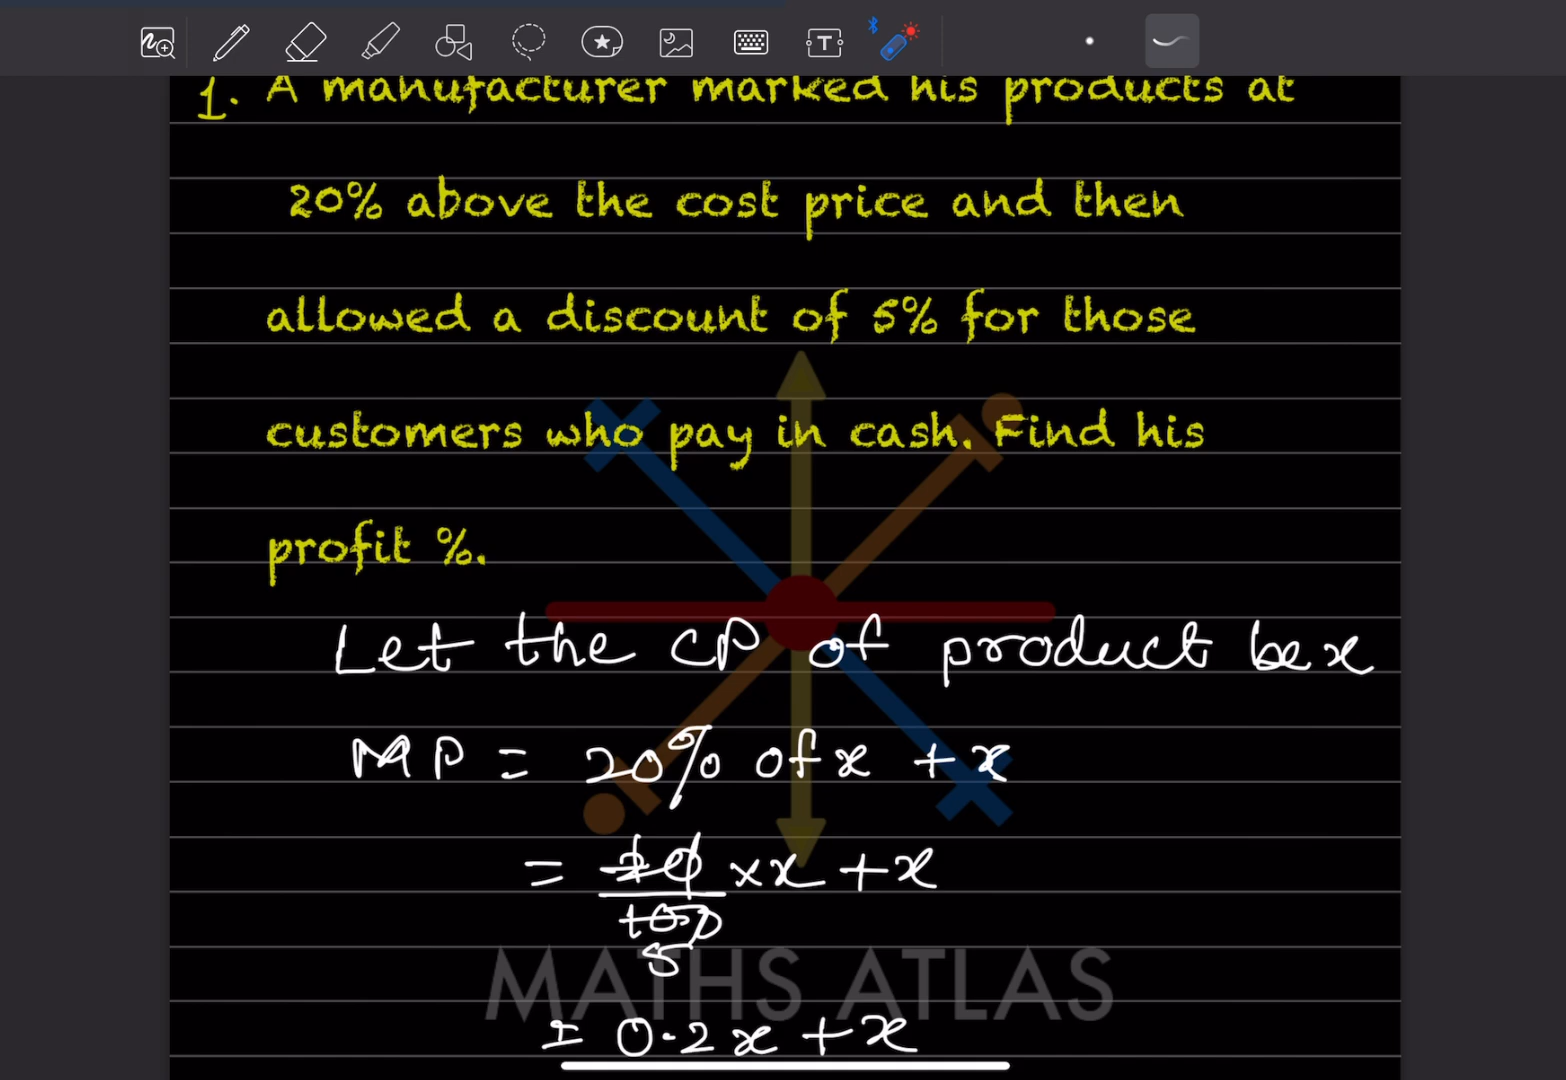 1. A manufacturer marked his products at
20% above the cost price and then
allowed a discount of 5% for those
customers who pay in cash. Find his
profit %.
Let the CP of product be x
MP = 20% of x + x
= 20/100 × x + x
5
= 0.2x + x
MATHS ATLAS